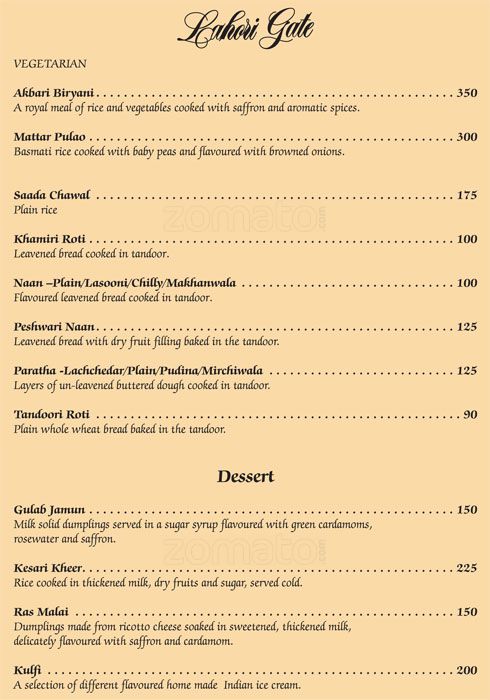 Lahori Gate
VEGETARIAN
Akbari Biryani . . . . . . . . . . . . . . . . . . . . . . . . . . . . . . . . . . . . . . . . . . . . . . . . . . . 350
A royal meal of rice and vegetables cooked with saffron and aromatic spices.
Mattar Pulao . . . . . . . . . . . . . . . . . . . . . . . . . . . . . . . . . . . . . . . . . . . . . . . . . . . . 300
Basmati rice cooked with baby peas and flavoured with browned onions.
Saada Chawal . . . . . . . . . . . . . . . . . . . . . . . . . . . . . . . . . . . . . . . . . . . . . . . . . . . 175
Plain rice
zomato.com
Khamiri Roti . . . . . . . . . . . . . . . . . . . . . . . . . . . . . . . . . . . . . . . . . . . . . . . . . . . . 100
Leavened bread cooked in tandoor.
Naan –Plain/Lasooni/Chilly/Makhanwala . . . . . . . . . . . . . . . . . . . . . . . . . . . . . . 100
Flavoured leavened bread cooked in tandoor.
Peshwari Naan . . . . . . . . . . . . . . . . . . . . . . . . . . . . . . . . . . . . . . . . . . . . . . . . . . . 125
Leavened bread with dry fruit filling baked in the tandoor.
Paratha -Lachchedar/Plain/Pudina/Mirchiwala . . . . . . . . . . . . . . . . . . . . . . . . . . . 125
Layers of un-leavened buttered dough cooked in tandoor.
Tandoori Roti . . . . . . . . . . . . . . . . . . . . . . . . . . . . . . . . . . . . . . . . . . . . . . . . . . . 90
Plain whole wheat bread baked in the tandoor.
Dessert
Gulab Jamun . . . . . . . . . . . . . . . . . . . . . . . . . . . . . . . . . . . . . . . . . . . . . . . . . . . . 150
Milk solid dumplings served in a sugar syrup flavoured with green cardamoms,
rosewater and saffron.
zomato.com
Kesari Kheer . . . . . . . . . . . . . . . . . . . . . . . . . . . . . . . . . . . . . . . . . . . . . . . . . . . . . 225
Rice cooked in thickened milk, dry fruits and sugar, served cold.
Ras Malai . . . . . . . . . . . . . . . . . . . . . . . . . . . . . . . . . . . . . . . . . . . . . . . . . . . . . . 150
Dumplings made from ricotto cheese soaked in sweetened, thickened milk,
delicately flavoured with saffron and cardamom.
Kulfi . . . . . . . . . . . . . . . . . . . . . . . . . . . . . . . . . . . . . . . . . . . . . . . . . . . . . . . . . . 200
A selection of different flavoured home made Indian ice cream.